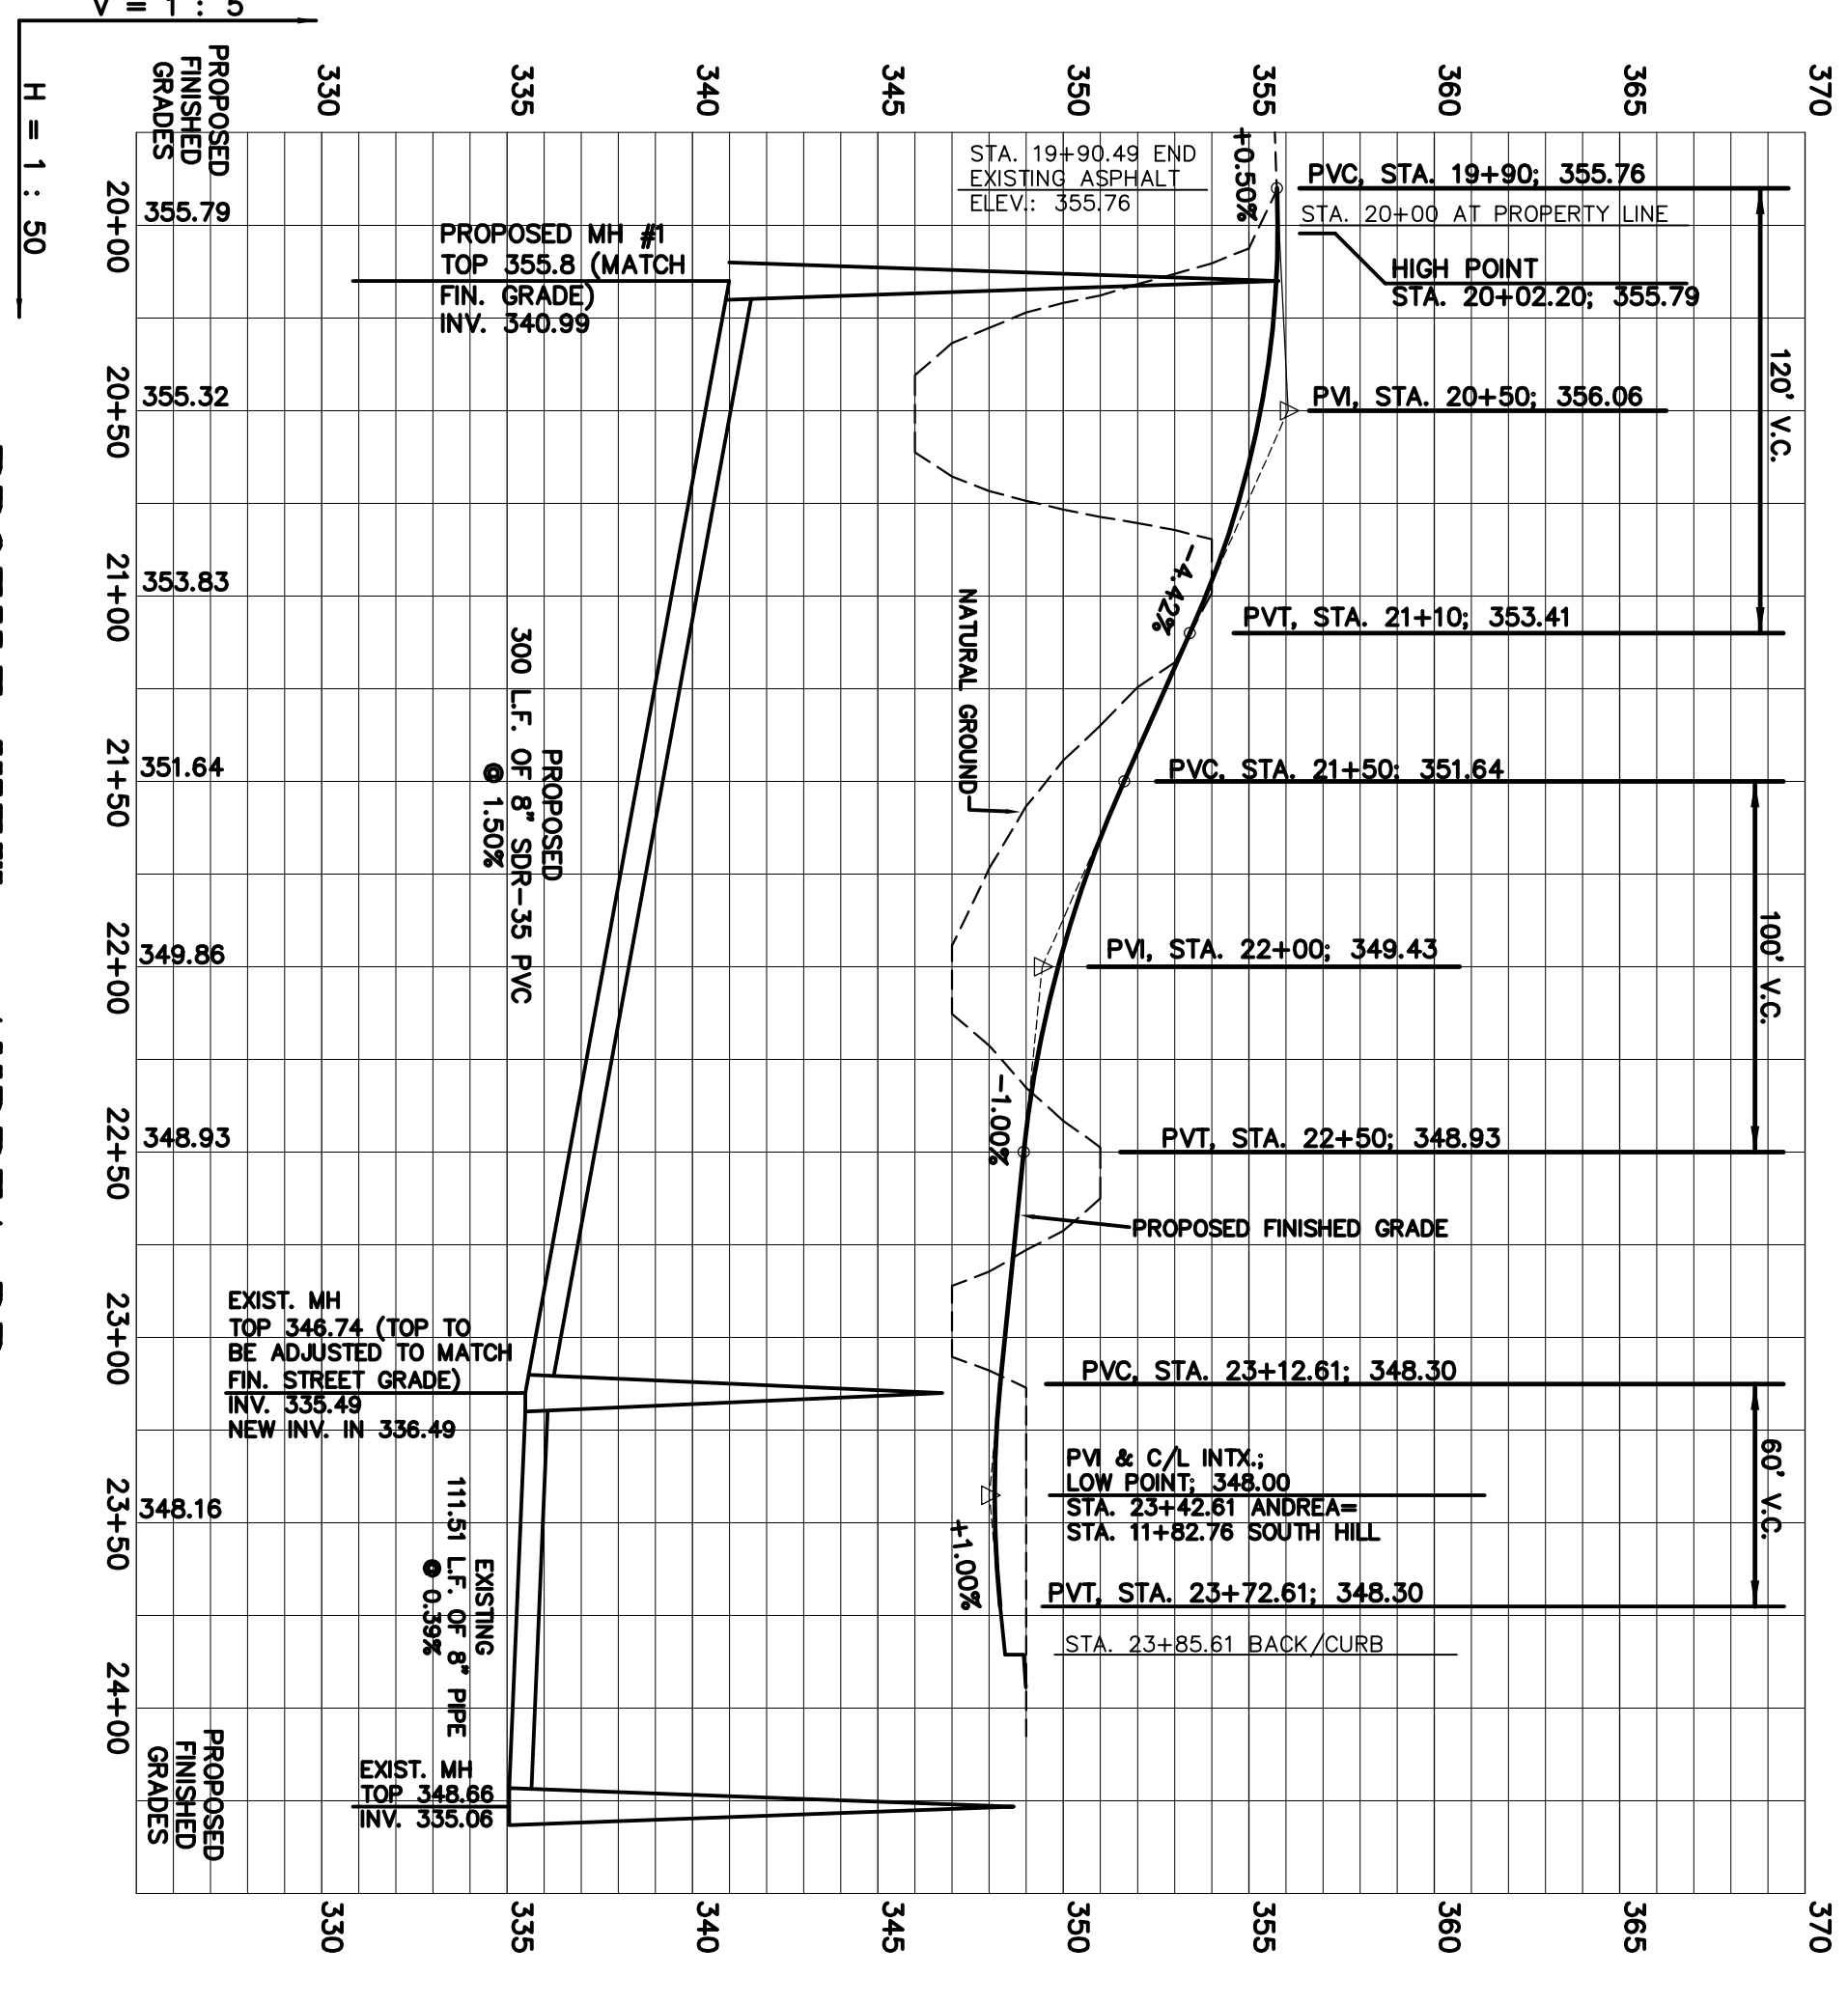 V = 1 : 5
H = 1 : 50
PROPOSED
FINISHED
GRADES
330
335
340
345
350
355
360
365
370
20+00
355.79
20+50
355.32
21+00
353.83
21+50
351.64
22+00
349.86
22+50
348.93
23+00
23+50
348.16
24+00
PROPOSED
FINISHED
GRADES
330
335
340
345
350
355
360
365
370
STA. 19+90.49 END
EXISTING ASPHALT
ELEV.: 355.76
+0.50%
PVC, STA. 19+90; 355.76
STA. 20+00 AT PROPERTY LINE
HIGH POINT
STA. 20+02.20; 355.79
PROPOSED MH #1
TOP 355.8 (MATCH
FIN. GRADE)
INV. 340.99
120' V.C.
PVI, STA. 20+50; 356.06
-4.42%
PVT, STA. 21+10; 353.41
NATURAL GROUND
PROPOSED
300 L.F. OF 8" SDR-35 PVC
@ 1.50%
PVC, STA. 21+50; 351.64
100' V.C.
PVI, STA. 22+00; 349.43
-1.00%
PVT, STA. 22+50; 348.93
PROPOSED FINISHED GRADE
EXIST. MH
TOP 346.74 (TOP TO
BE ADJUSTED TO MATCH
FIN. STREET GRADE)
INV. 335.49
NEW INV. IN 336.49
PVC, STA. 23+12.61; 348.30
60' V.C.
PVI & C/L INTX.;
LOW POINT; 348.00
STA. 23+42.61 ANDREA=
STA. 11+82.76 SOUTH HILL
+1.00%
PVT, STA. 23+72.61; 348.30
STA. 23+85.61 BACK/CURB
EXISTING
111.51 L.F. OF 8" PIPE
@ 0.39%
EXIST. MH
TOP 348.66
INV. 335.06